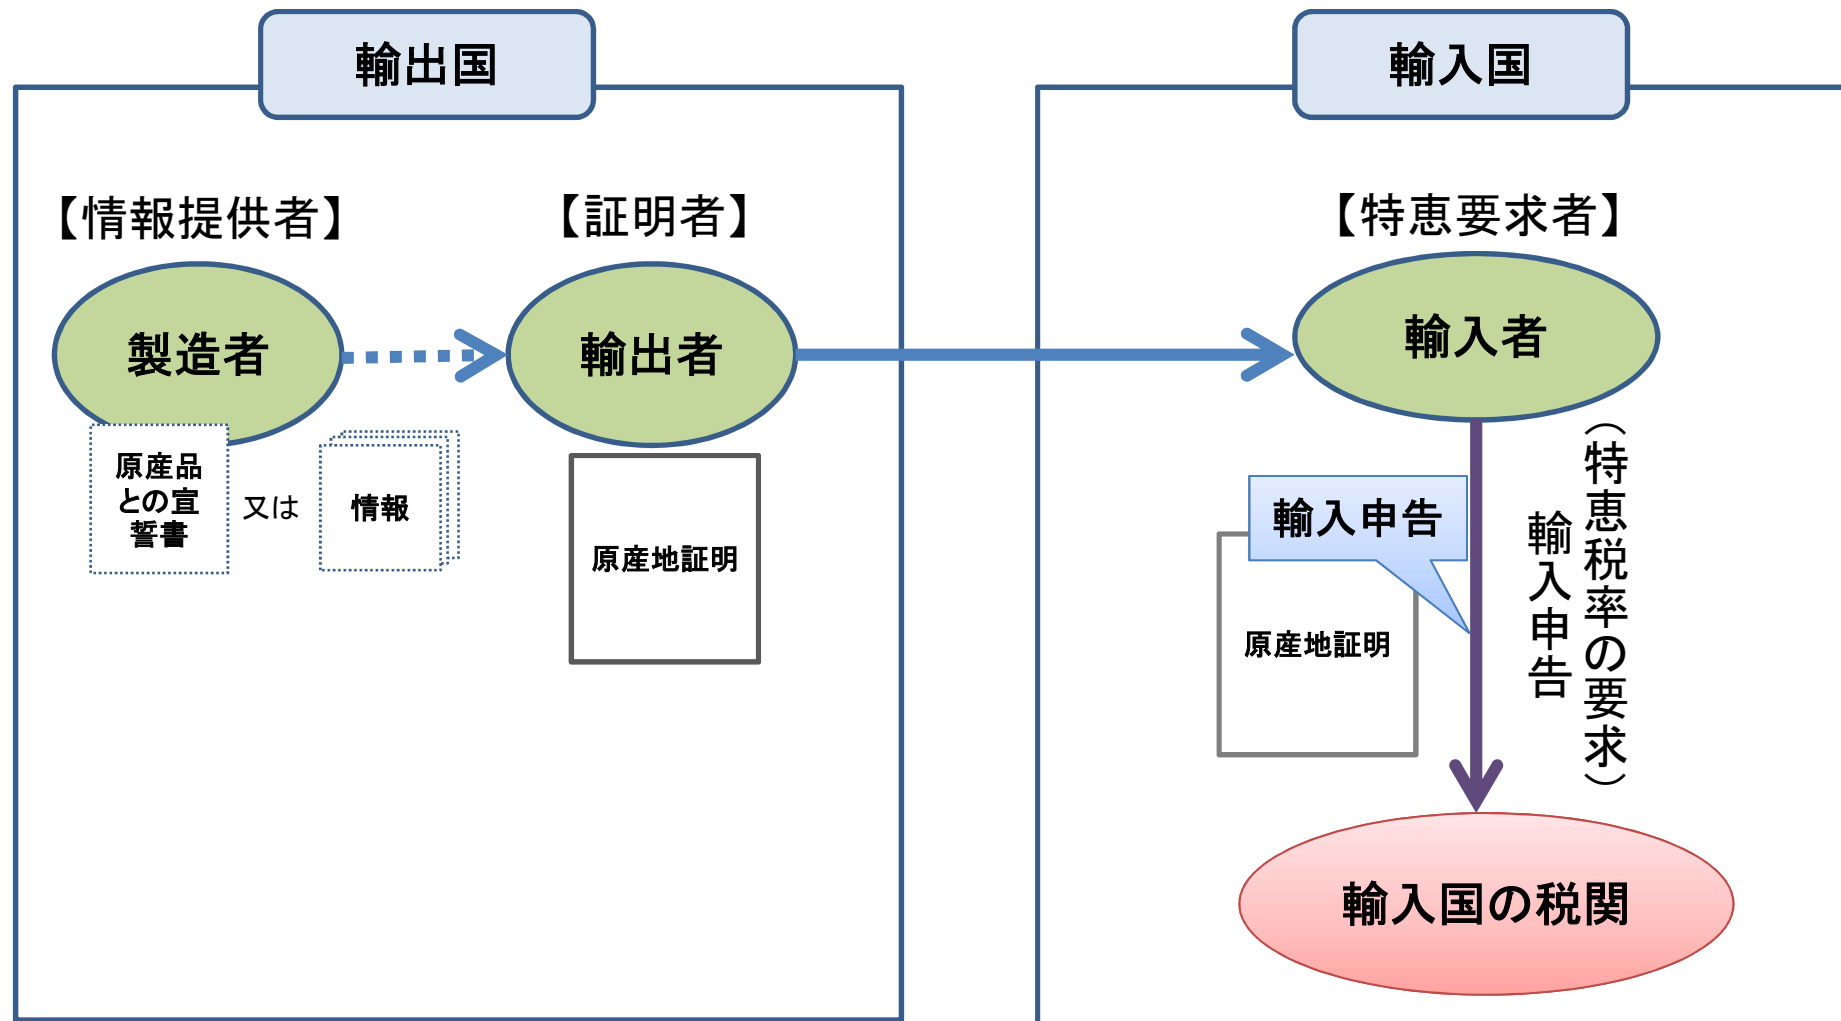 輸出国
輸入国
【情報提供者】
【証明者】
【特恵要求者】
製造者
輸出者
輸入者
原産品
との宣
誓書
又は
情報
原産地証明
輸入申告
原産地証明
（特恵税率の要求）
輸入申告
輸入国の税関